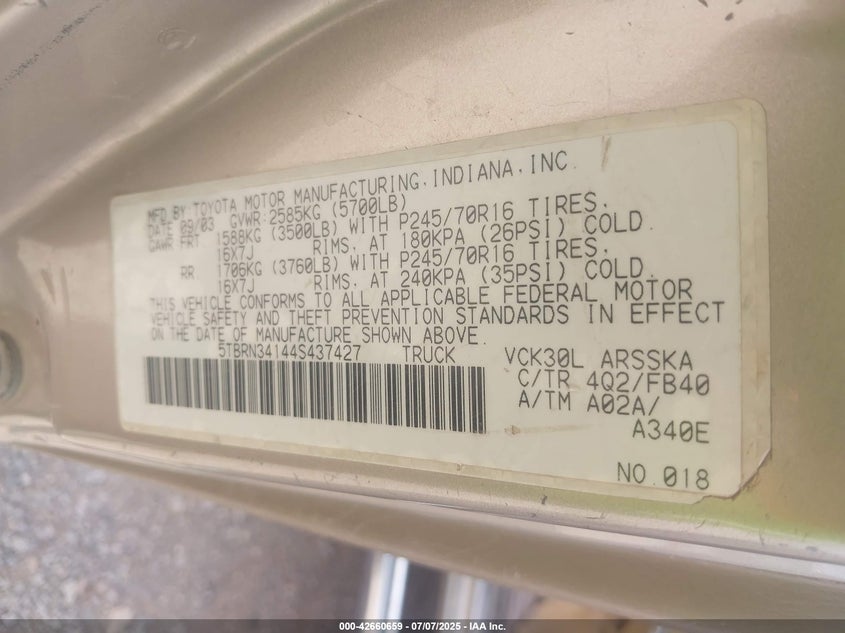 MFD.BY:TOYOTA MOTOR MANUFACTURING,INDIANA,INC.
DATE 09/03 GVWR:2585KG (5700LB)
GAWR FRT 1588KG (3500LB) WITH P245/70R16 TIRES,
16X7J RIMS, AT 180KPA (26PSI) COLD.
RR 1706KG (3760LB) WITH P245/70R16 TIRES,
16X7J RIMS, AT 240KPA (35PSI) COLD.
THIS VEHICLE CONFORMS TO ALL APPLICABLE FEDERAL MOTOR
VEHICLE SAFETY AND THEFT PREVENTION STANDARDS IN EFFECT
ON THE DATE OF MANUFACTURE SHOWN ABOVE.
5TBRN34144S437427 TRUCK VCK30L ARSSKA
C/TR 4Q2/FB40
A/TM A02A/
A340E
NO.018
000-42660659 - 07/07/2025 - IAA Inc.